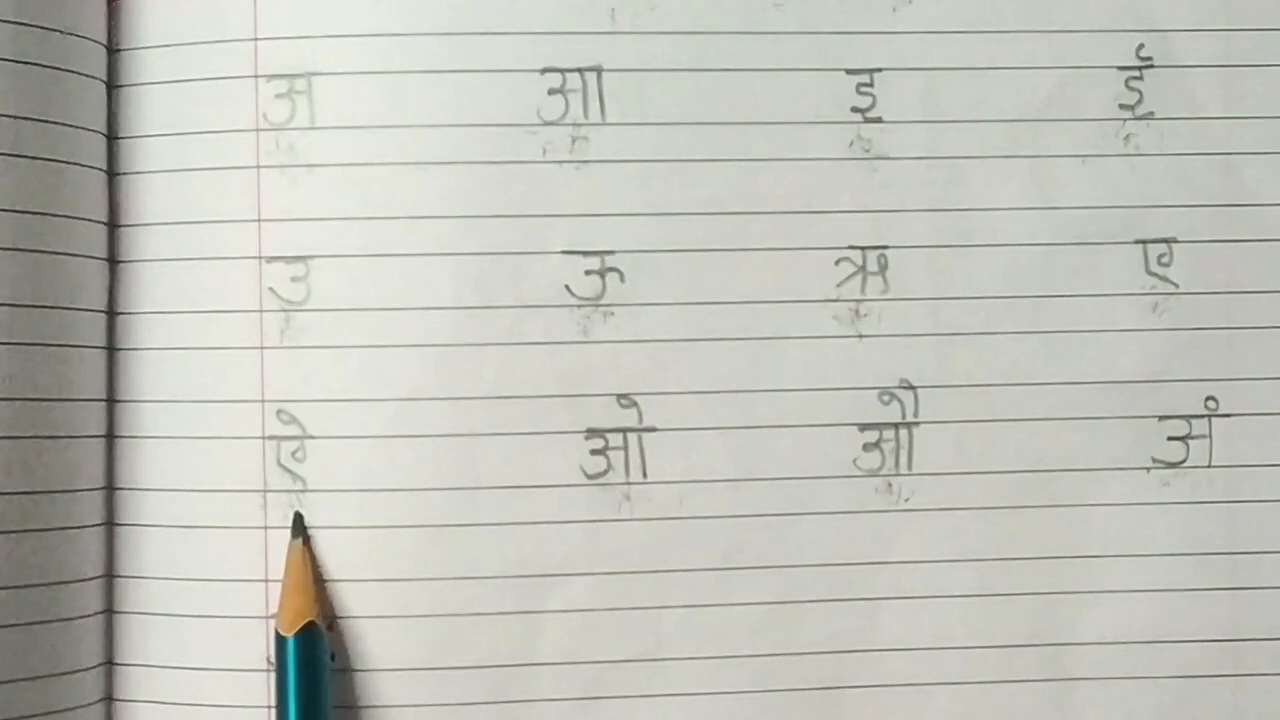 अ आ इ ई
उ ऊ ऋ ए
ऐ ओ औ अं